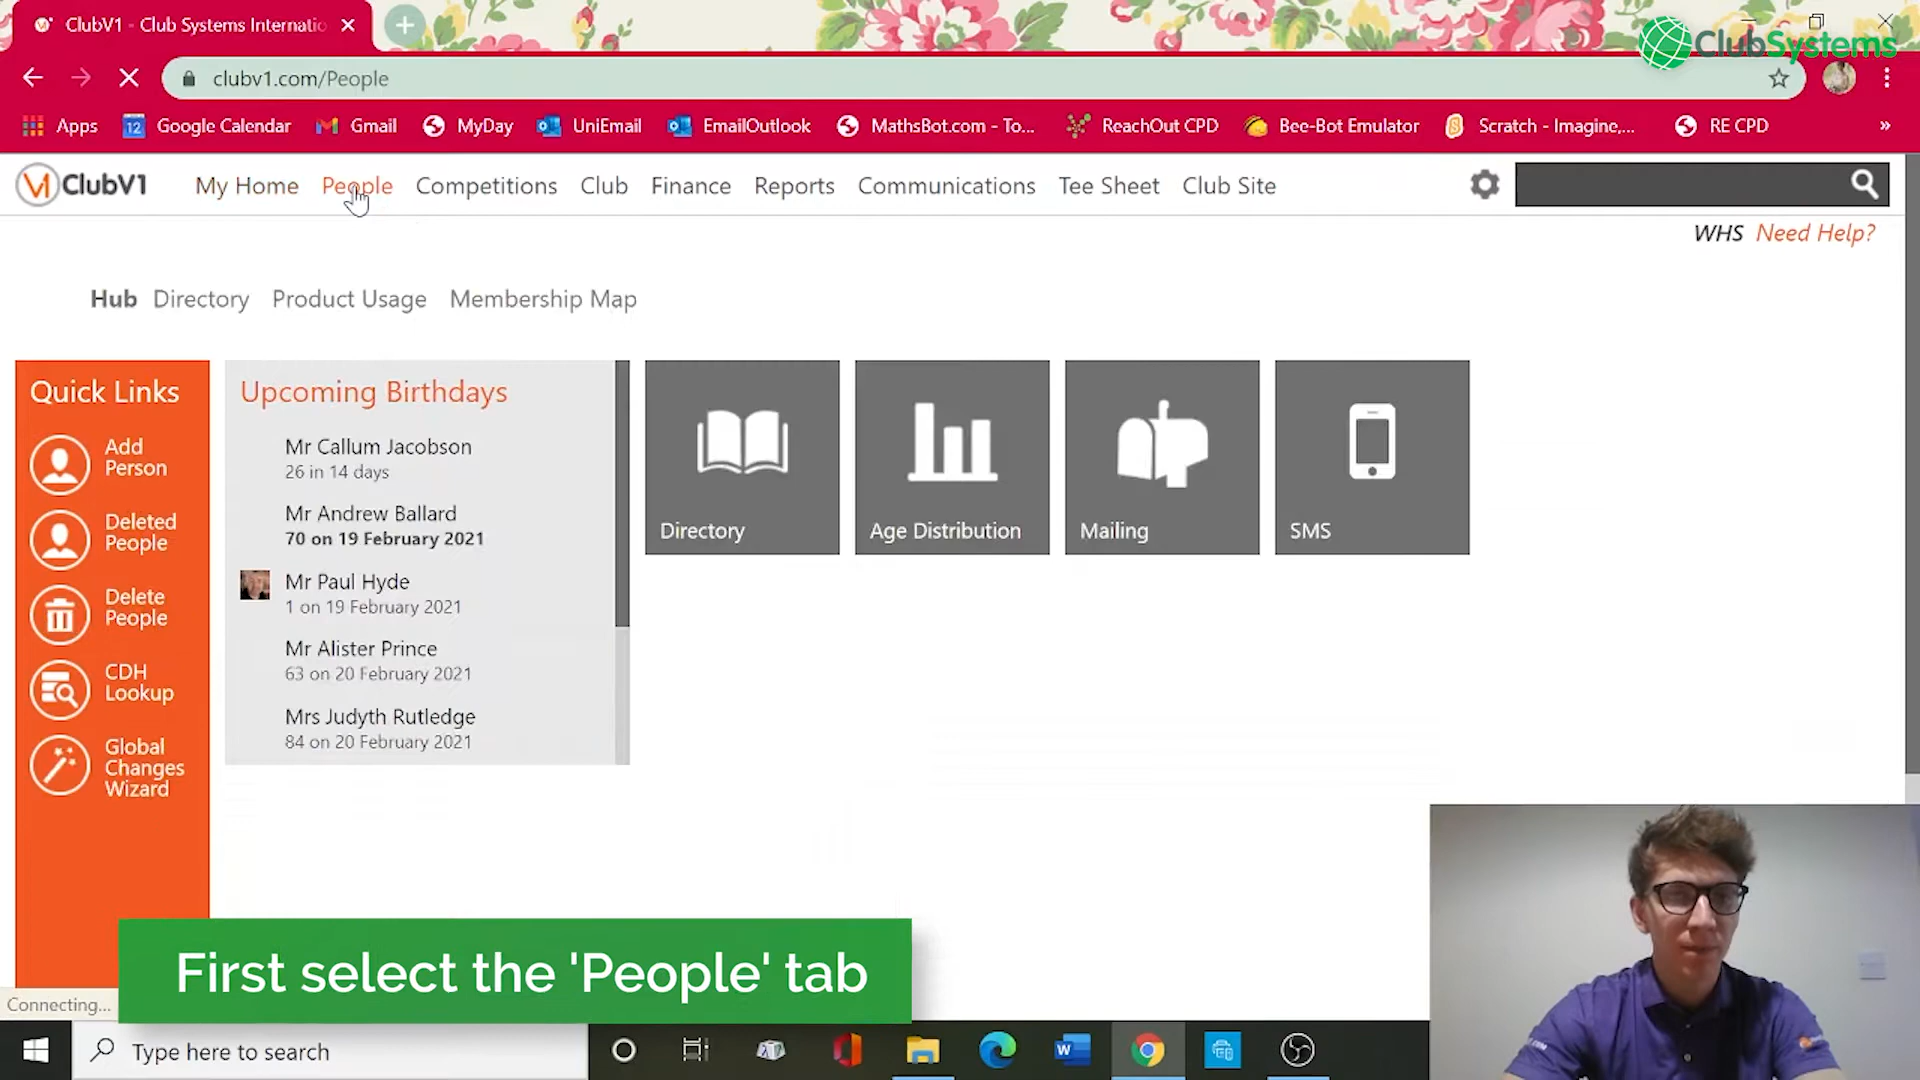 ClubV1 - Club Systems Internatio
ClubSystems
clubv1.com/People
Apps
12
Google Calendar
Gmail
MyDay
UniEmail
EmailOutlook
MathsBot.com - To...
ReachOut CPD
Bee-Bot Emulator
Scratch - Imagine,...
RE CPD
»
ClubV1
My Home
People
Competitions
Club
Finance
Reports
Communications
Tee Sheet
Club Site
WHS Need Help?
Hub Directory Product Usage Membership Map
Quick Links
Add
Person
Deleted
People
Delete
People
CDH
Lookup
Global
Changes
Wizard
Upcoming Birthdays
Mr Callum Jacobson
26 in 14 days
Mr Andrew Ballard
70 on 19 February 2021
Mr Paul Hyde
1 on 19 February 2021
Mr Alister Prince
63 on 20 February 2021
Mrs Judyth Rutledge
84 on 20 February 2021
Directory
Age Distribution
Mailing
SMS
First select the 'People' tab
Connecting...
Type here to search